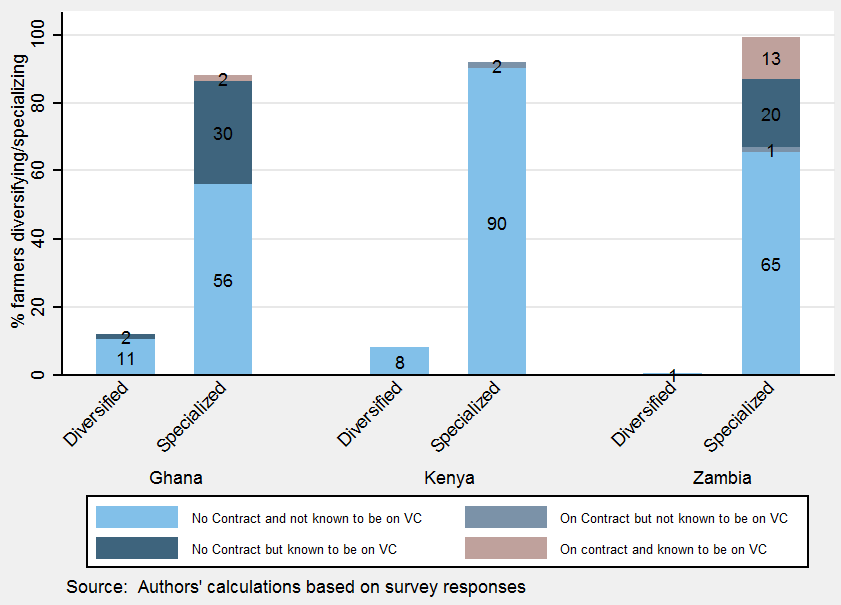 % farmers diversifying/specializing
100
80
60
40
20
0
2
11
2
30
56
8
2
90
1
13
20
1
65
Diversified
Specialized
Diversified
Specialized
Diversified
Specialized
Ghana
Kenya
Zambia
No Contract and not known to be on VC
On Contract but not known to be on VC
No Contract but known to be on VC
On contract and known to be on VC
Source:  Authors' calculations based on survey responses